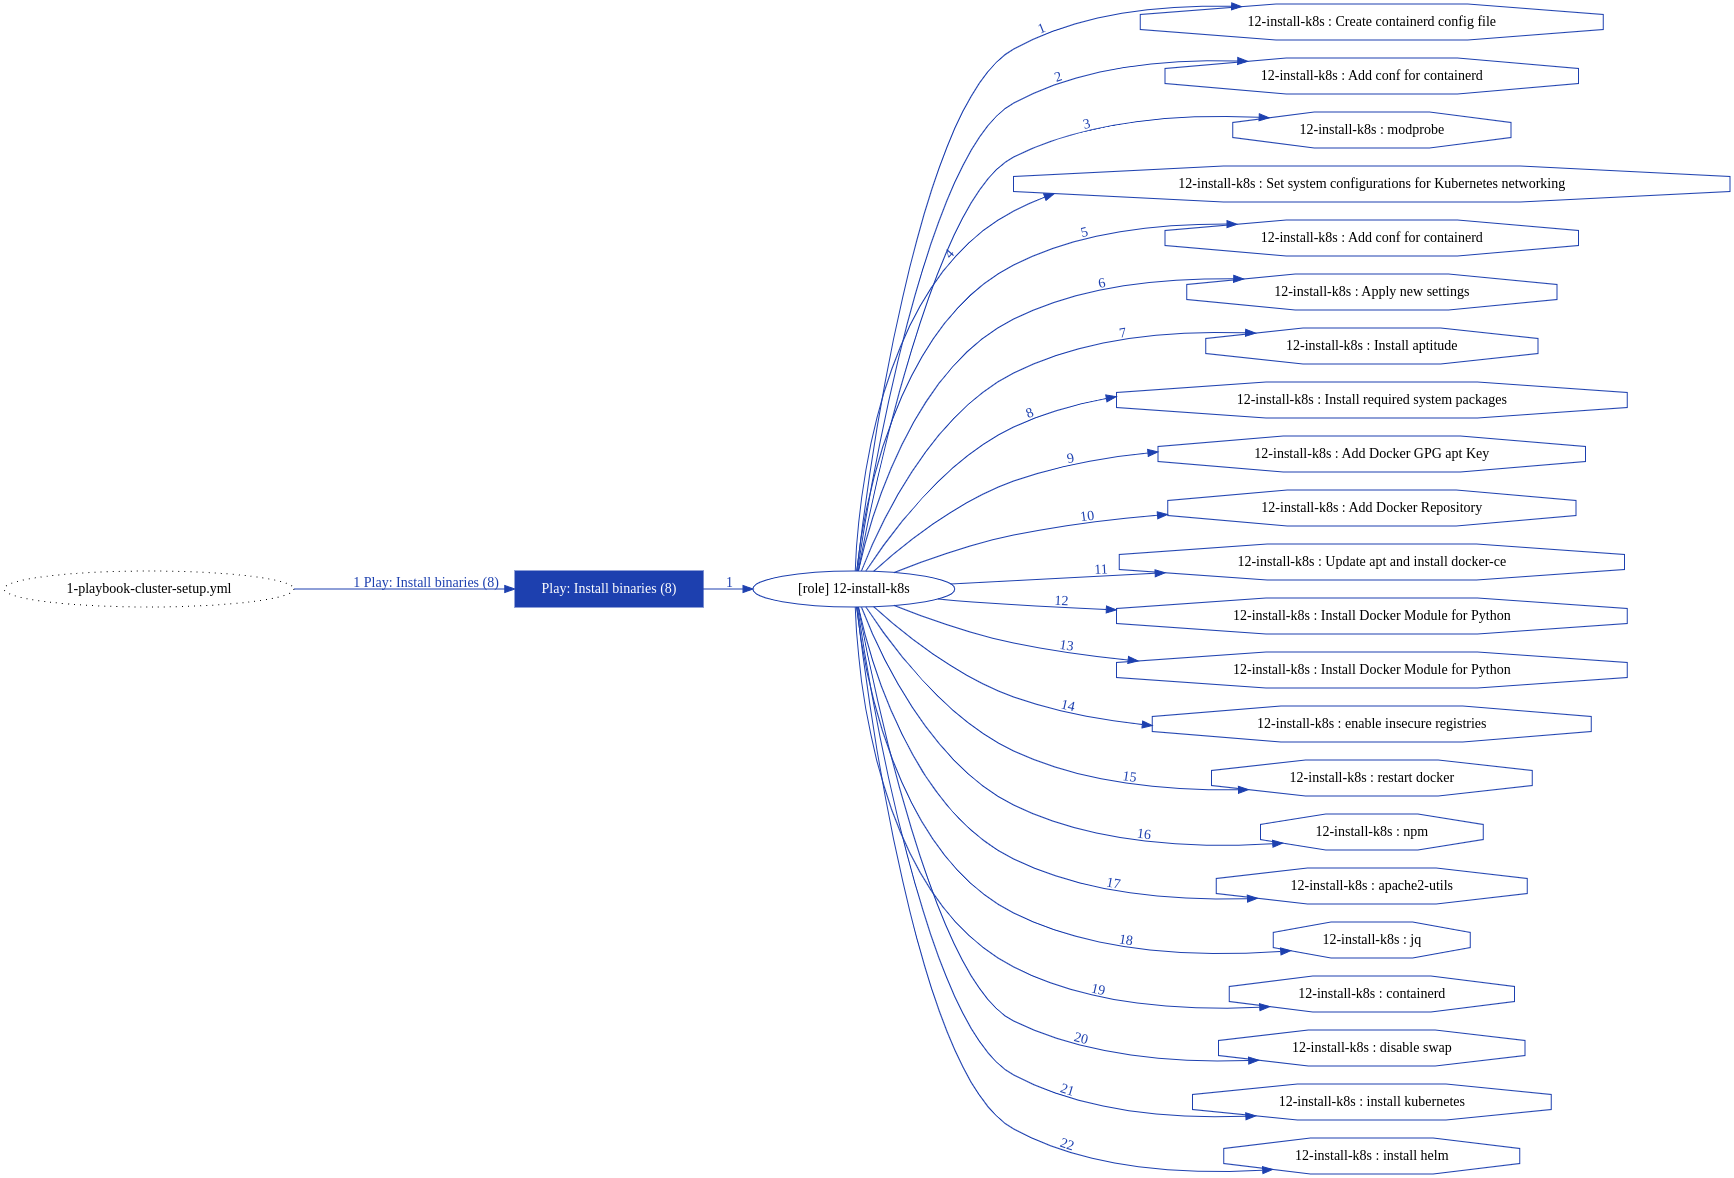 1-playbook-cluster-setup.yml
1 Play: Install binaries (8)
Play: Install binaries (8)
1
[role] 12-install-k8s
1
12-install-k8s : Create containerd config file
2
12-install-k8s : Add conf for containerd
3
12-install-k8s : modprobe
4
12-install-k8s : Set system configurations for Kubernetes networking
5
12-install-k8s : Add conf for containerd
6
12-install-k8s : Apply new settings
7
12-install-k8s : Install aptitude
8
12-install-k8s : Install required system packages
9
12-install-k8s : Add Docker GPG apt Key
10
12-install-k8s : Add Docker Repository
11
12-install-k8s : Update apt and install docker-ce
12
12-install-k8s : Install Docker Module for Python
13
12-install-k8s : Install Docker Module for Python
14
12-install-k8s : enable insecure registries
15
12-install-k8s : restart docker
16
12-install-k8s : npm
17
12-install-k8s : apache2-utils
18
12-install-k8s : jq
19
12-install-k8s : containerd
20
12-install-k8s : disable swap
21
12-install-k8s : install kubernetes
22
12-install-k8s : install helm